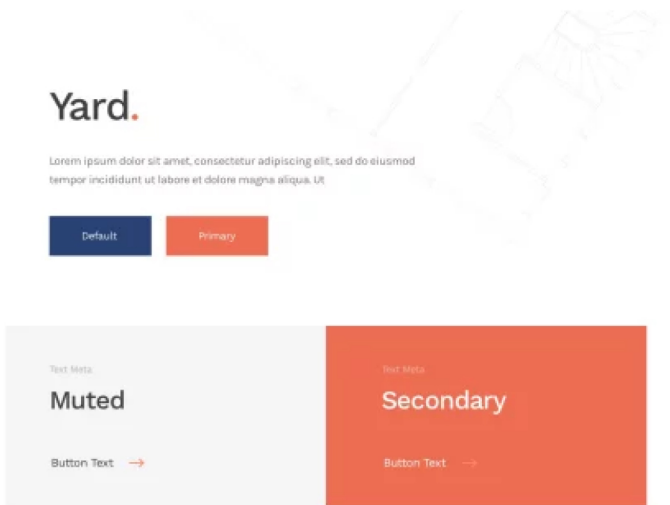 Yard.
Lorem ipsum dolor sit amet, consectetur adipiscing elit, sed do eiusmod
tempor incididunt ut labore et dolore magna aliqua. Ut
Default
Primary
Text Meta
Muted
Button Text
Text Meta
Secondary
Button Text